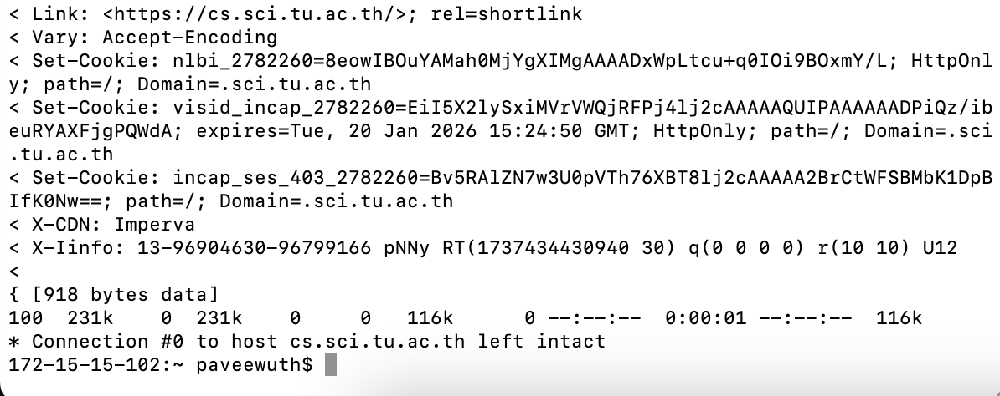 < Link: <https://cs.sci.tu.ac.th/>; rel=shortlink
< Vary: Accept-Encoding
< Set-Cookie: nlbi_2782260=8eowIBOuYAMah0MjYgXIMgAAAADxWpLtcu+q0IOi9BOxmY/L; HttpOnl
y; path=/; Domain=.sci.tu.ac.th
< Set-Cookie: visid_incap_2782260=EiI5X2lySxiMVrVWQjRFPj4lj2cAAAAAQUIPAAAAAADPiQz/ib
euRYAXFjgPQWdA; expires=Tue, 20 Jan 2026 15:24:50 GMT; HttpOnly; path=/; Domain=.sci
.tu.ac.th
< Set-Cookie: incap_ses_403_2782260=Bv5RAlZN7w3U0pVTh76XBT8lj2cAAAAA2BrCtWFSBMbK1DpB
IfK0Nw==; path=/; Domain=.sci.tu.ac.th
< X-CDN: Imperva
< X-Iinfo: 13-96904630-96799166 pNNy RT(1737434430940 30) q(0 0 0 0) r(10 10) U12
<
{ [918 bytes data]
100  231k    0  231k    0     0   116k      0 --:--:--  0:00:01 --:--:--  116k
* Connection #0 to host cs.sci.tu.ac.th left intact
172-15-15-102:~ paveewuth$